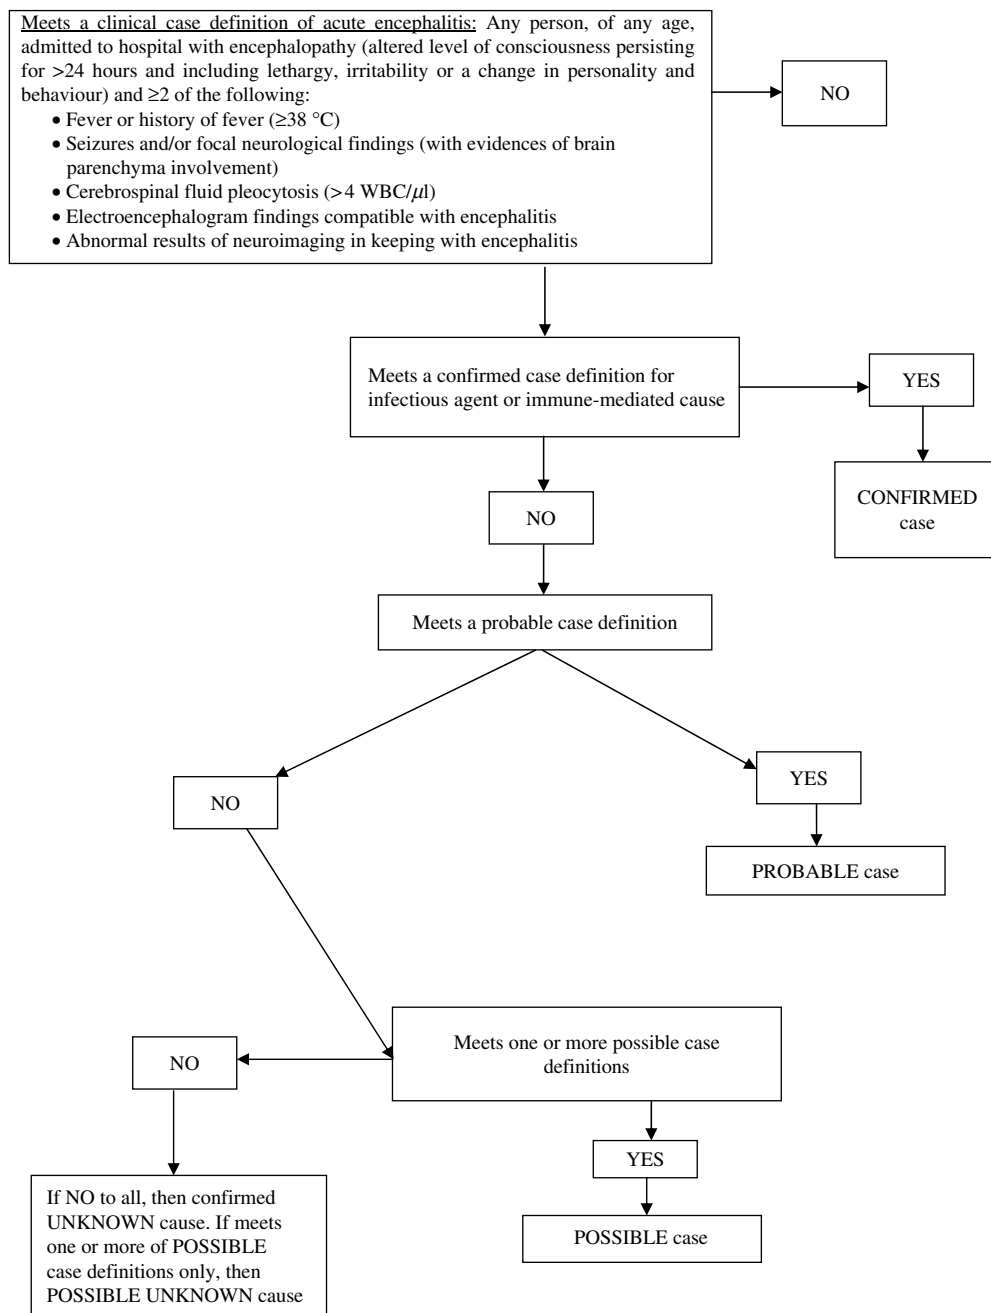 Meets a clinical case definition of acute encephalitis: Any person, of any age,
admitted to hospital with encephalopathy (altered level of consciousness persisting
for >24 hours and including lethargy, irritability or a change in personality and
behaviour) and ≥2 of the following:
• Fever or history of fever (≥38 °C)
• Seizures and/or focal neurological findings (with evidences of brain
parenchyma involvement)
• Cerebrospinal fluid pleocytosis (>4 WBC/μl)
• Electroencephalogram findings compatible with encephalitis
• Abnormal results of neuroimaging in keeping with encephalitis
NO
Meets a confirmed case definition for
infectious agent or immune-mediated cause
YES
CONFIRMED
case
NO
Meets a probable case definition
NO
YES
PROBABLE case
Meets one or more possible case
definitions
NO
YES
POSSIBLE case
If NO to all, then confirmed
UNKNOWN cause. If meets
one or more of POSSIBLE
case definitions only, then
POSSIBLE UNKNOWN cause